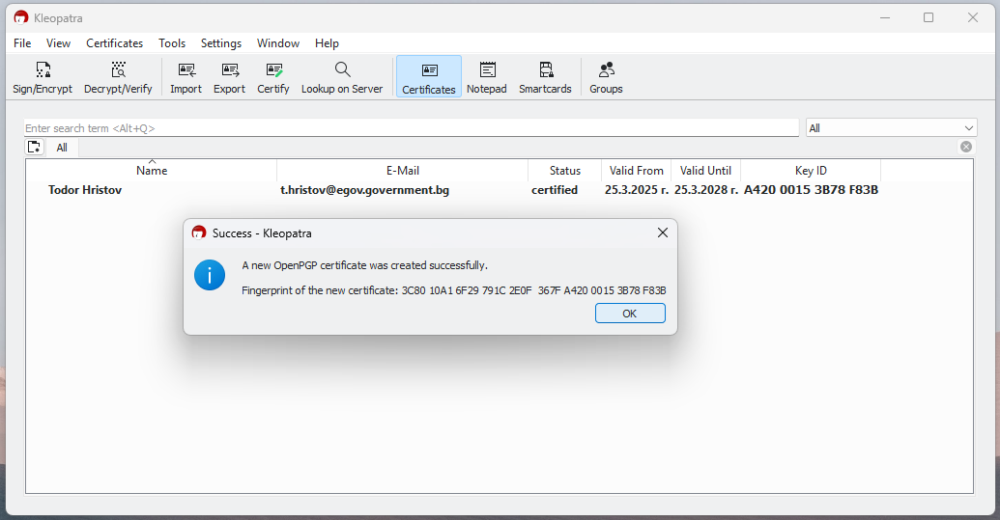 Kleopatra
File View Certificates Tools Settings Window Help
Sign/Encrypt Decrypt/Verify Import Export Certify Lookup on Server Certificates Notepad Smartcards Groups
Enter search term <Alt+Q> All
All
Name E-Mail Status Valid From Valid Until Key ID
Todor Hristov t.hristov@egov.government.bg certified 25.3.2025 г. 25.3.2028 г. A420 0015 3B78 F83B
Success - Kleopatra
A new OpenPGP certificate was created successfully.
Fingerprint of the new certificate: 3C80 10A1 6F29 791C 2E0F  367F A420 0015 3B78 F83B
OK